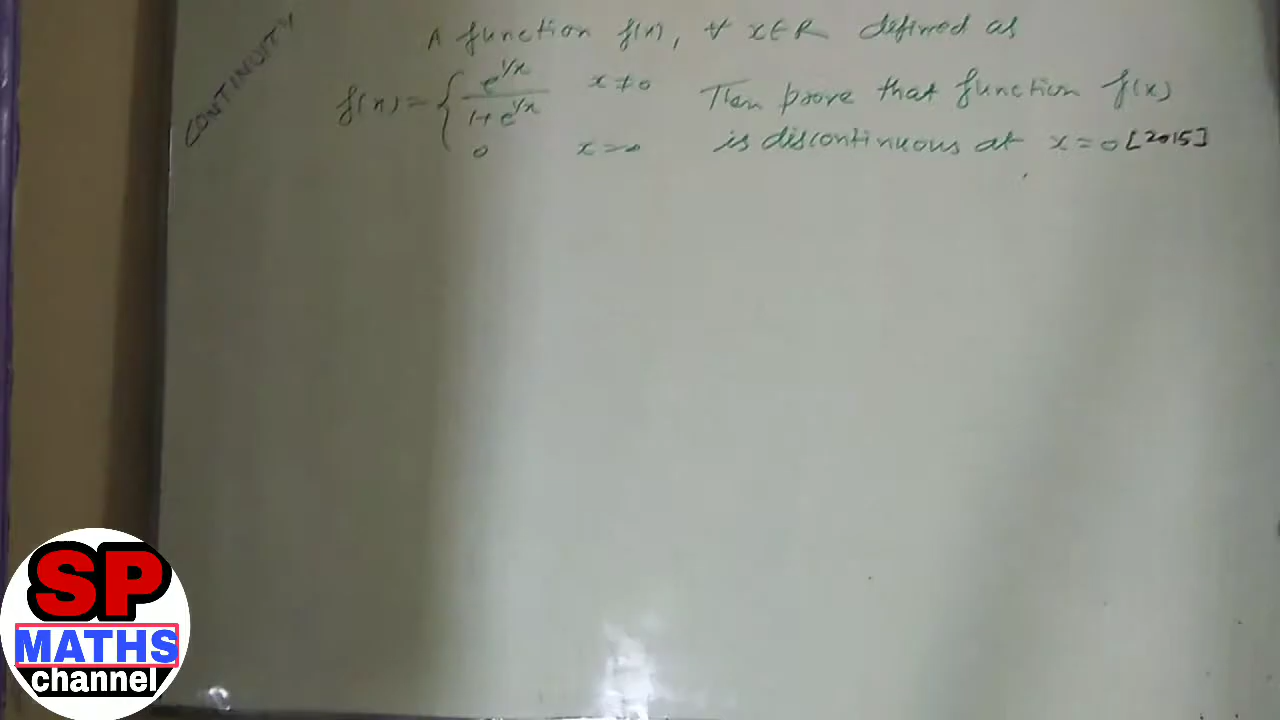 CONTINUITY
A function f(x), ∀ x∈R defined as
f(x) = { e^1/x / 1+e^1/x x≠0 Then prove that function f(x)
0 x=0 is discontinuous at x=0 [2015]
SP
MATHS
channel